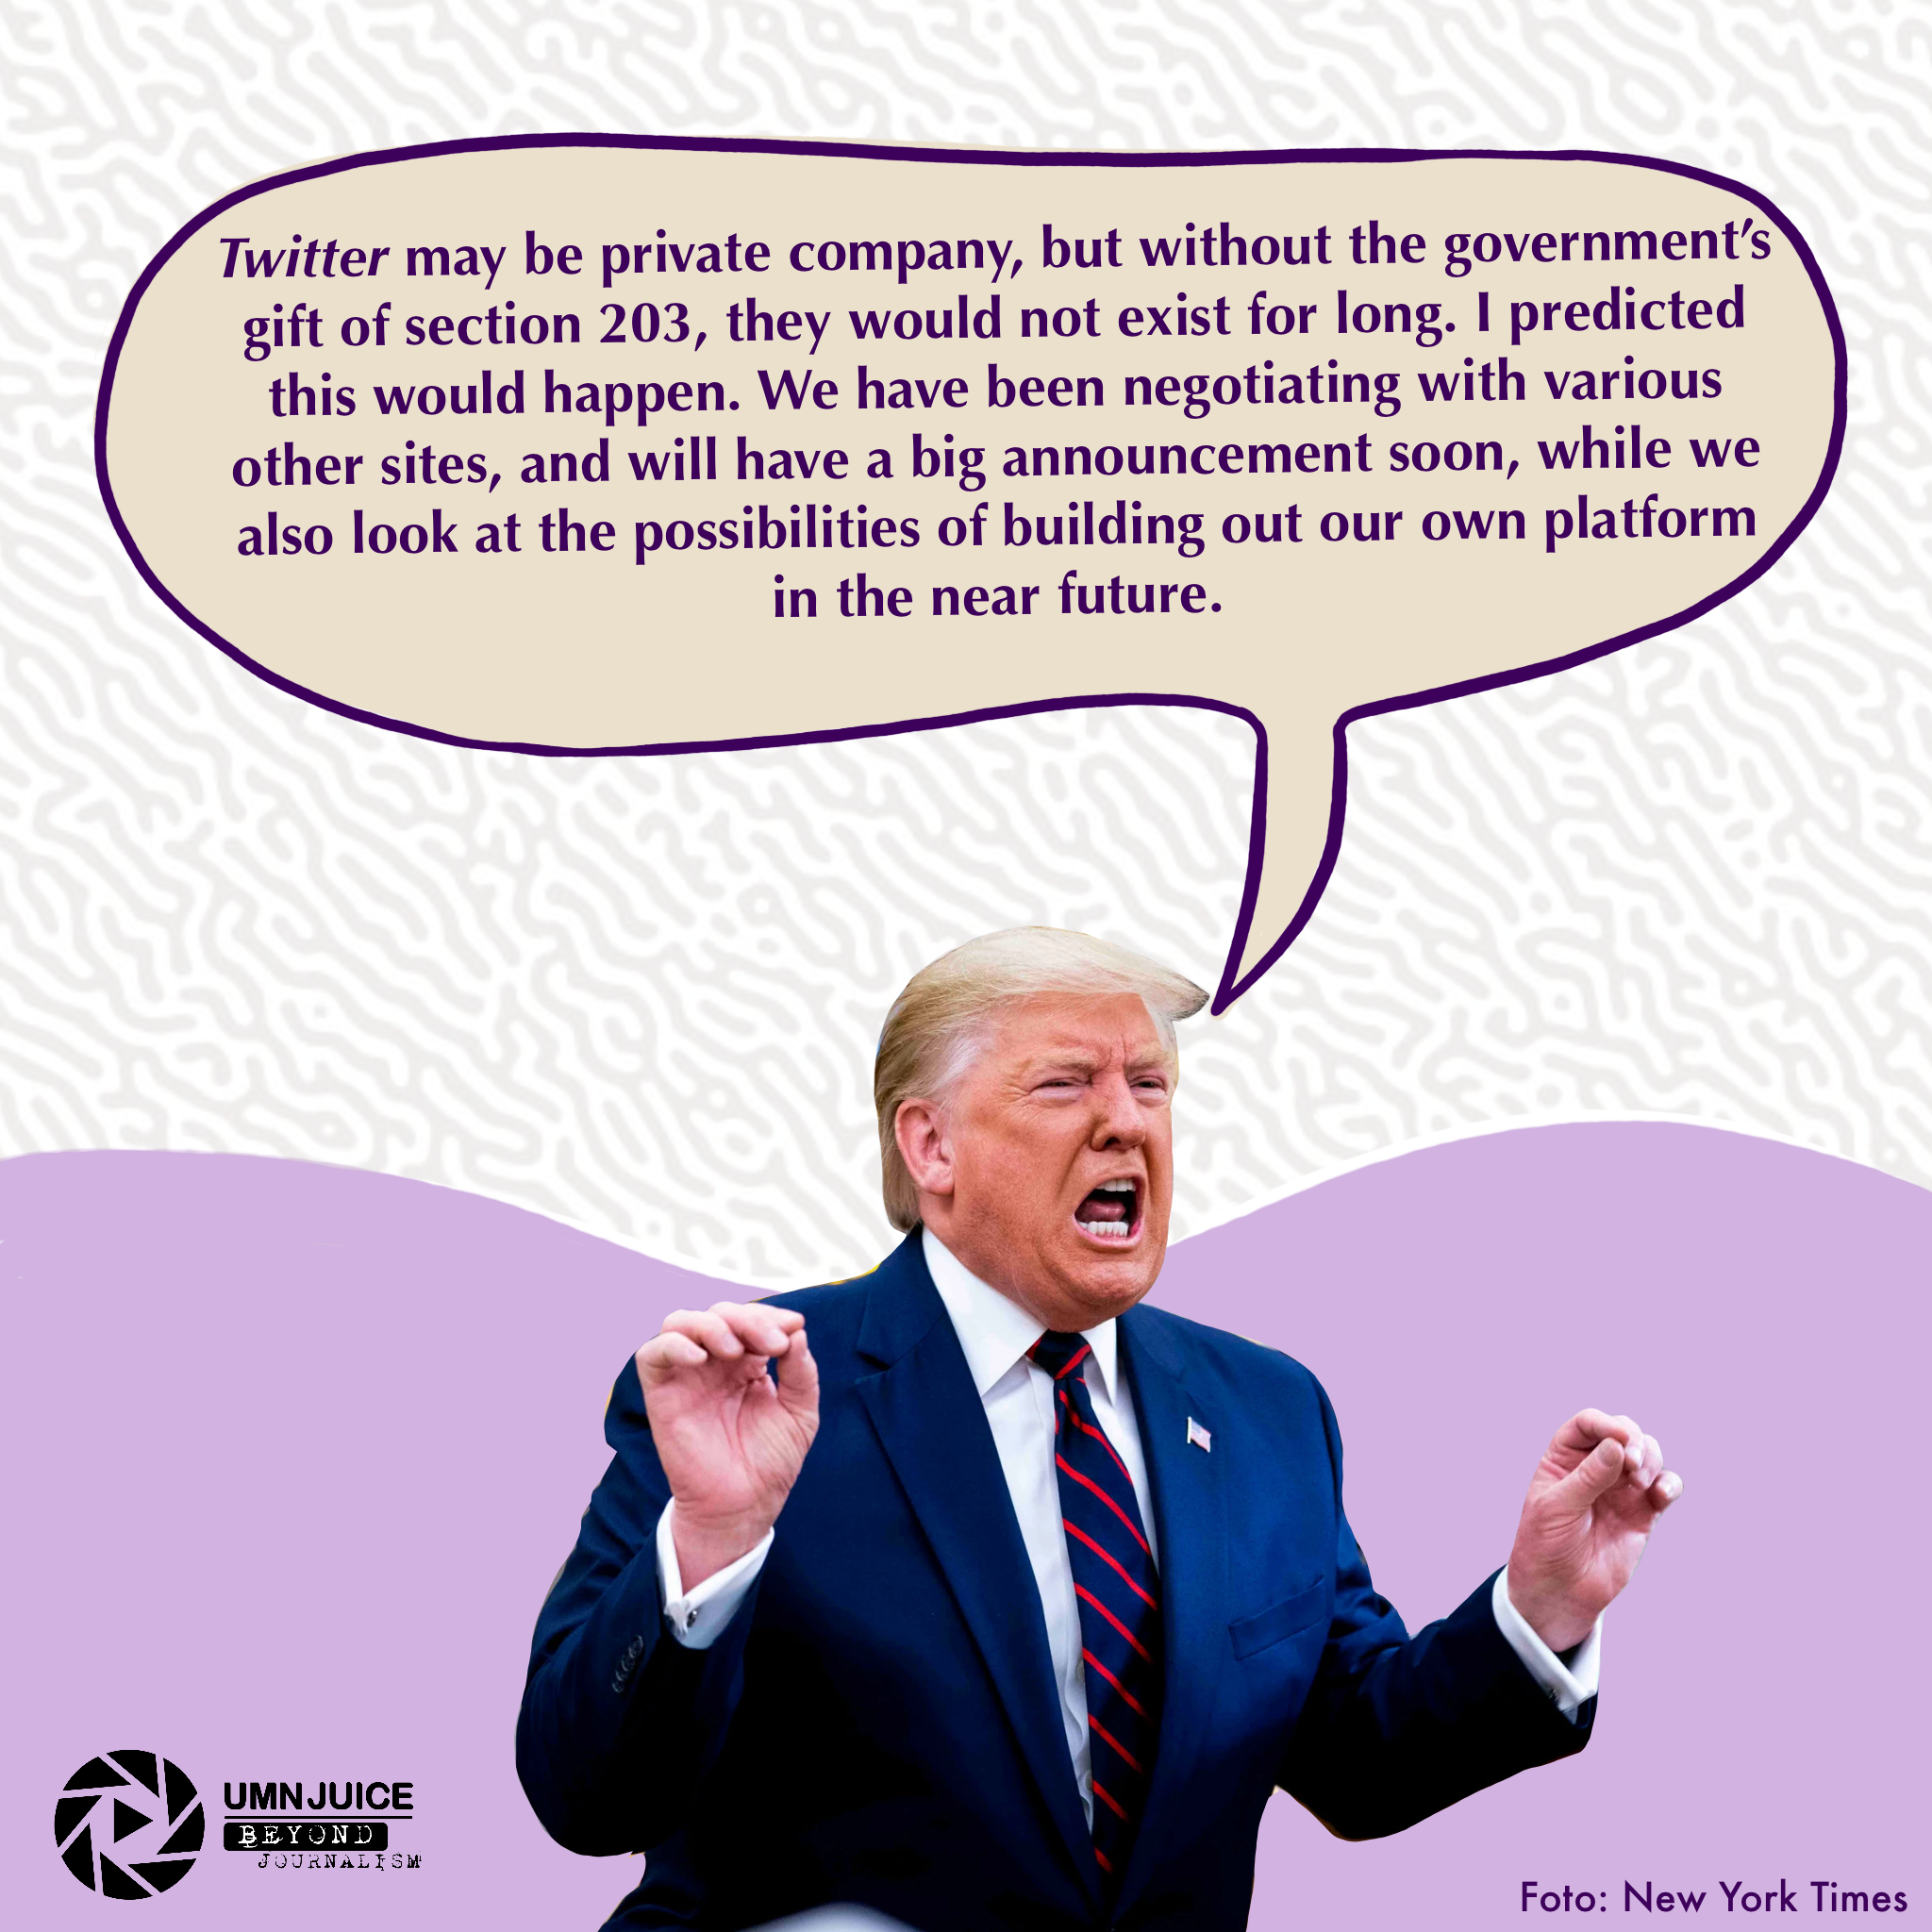 Twitter may be private company, but without the government’s
gift of section 203, they would not exist for long. I predicted
this would happen. We have been negotiating with various
other sites, and will have a big announcement soon, while we
also look at the possibilities of building out our own platform
in the near future.
UMNJUICE
BEYOND
JOURNALISM
Foto: New York Times